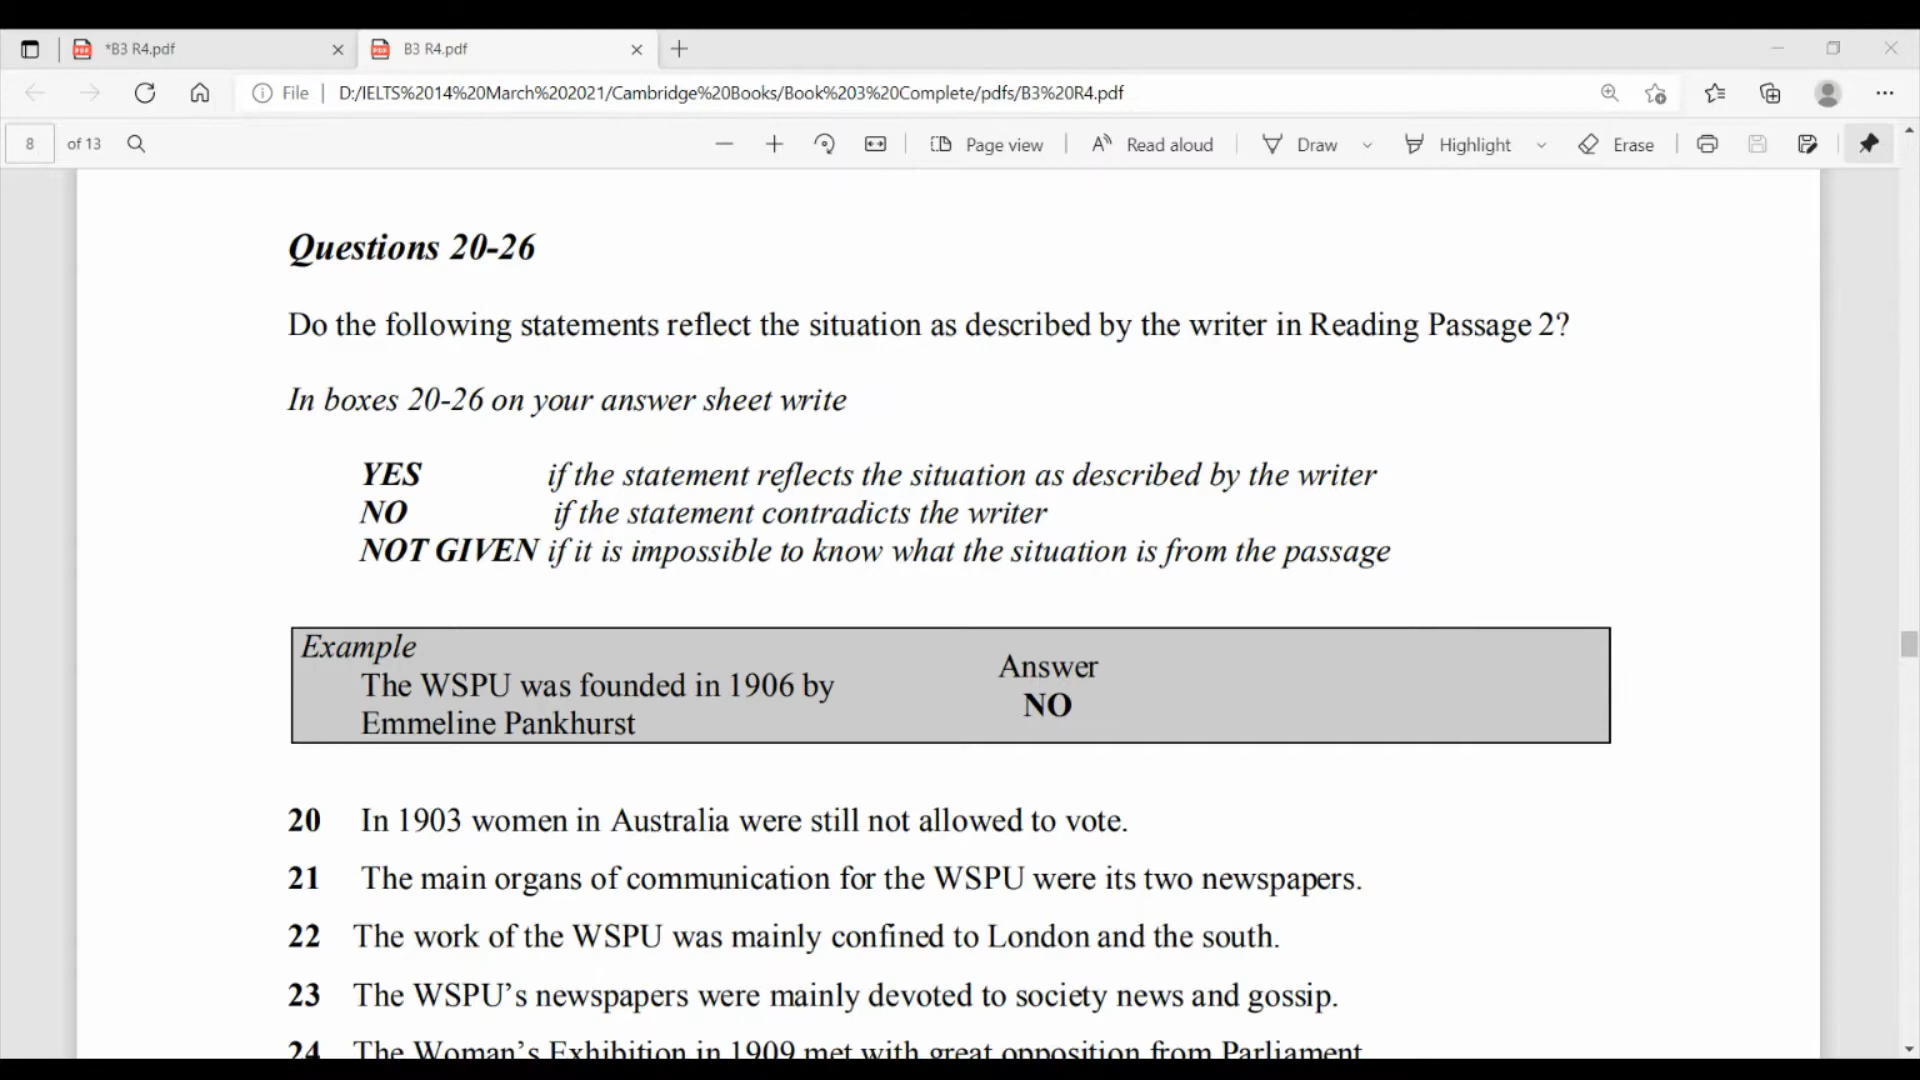 *B3 R4.pdf
B3 R4.pdf
File
D:/IELTS%2014%20March%202021/Cambridge%20Books/Book%203%20Complete/pdfs/B3%20R4.pdf
8 of 13
Page view
Read aloud
Draw
Highlight
Erase
Questions 20-26
Do the following statements reflect the situation as described by the writer in Reading Passage 2?
In boxes 20-26 on your answer sheet write
YES if the statement reflects the situation as described by the writer
NO if the statement contradicts the writer
NOT GIVEN if it is impossible to know what the situation is from the passage
Example
The WSPU was founded in 1906 by
Emmeline Pankhurst
Answer
NO
20 In 1903 women in Australia were still not allowed to vote.
21 The main organs of communication for the WSPU were its two newspapers.
22 The work of the WSPU was mainly confined to London and the south.
23 The WSPU’s newspapers were mainly devoted to society news and gossip.
24 The Woman’s Exhibition in 1909 met with great opposition from Parliament